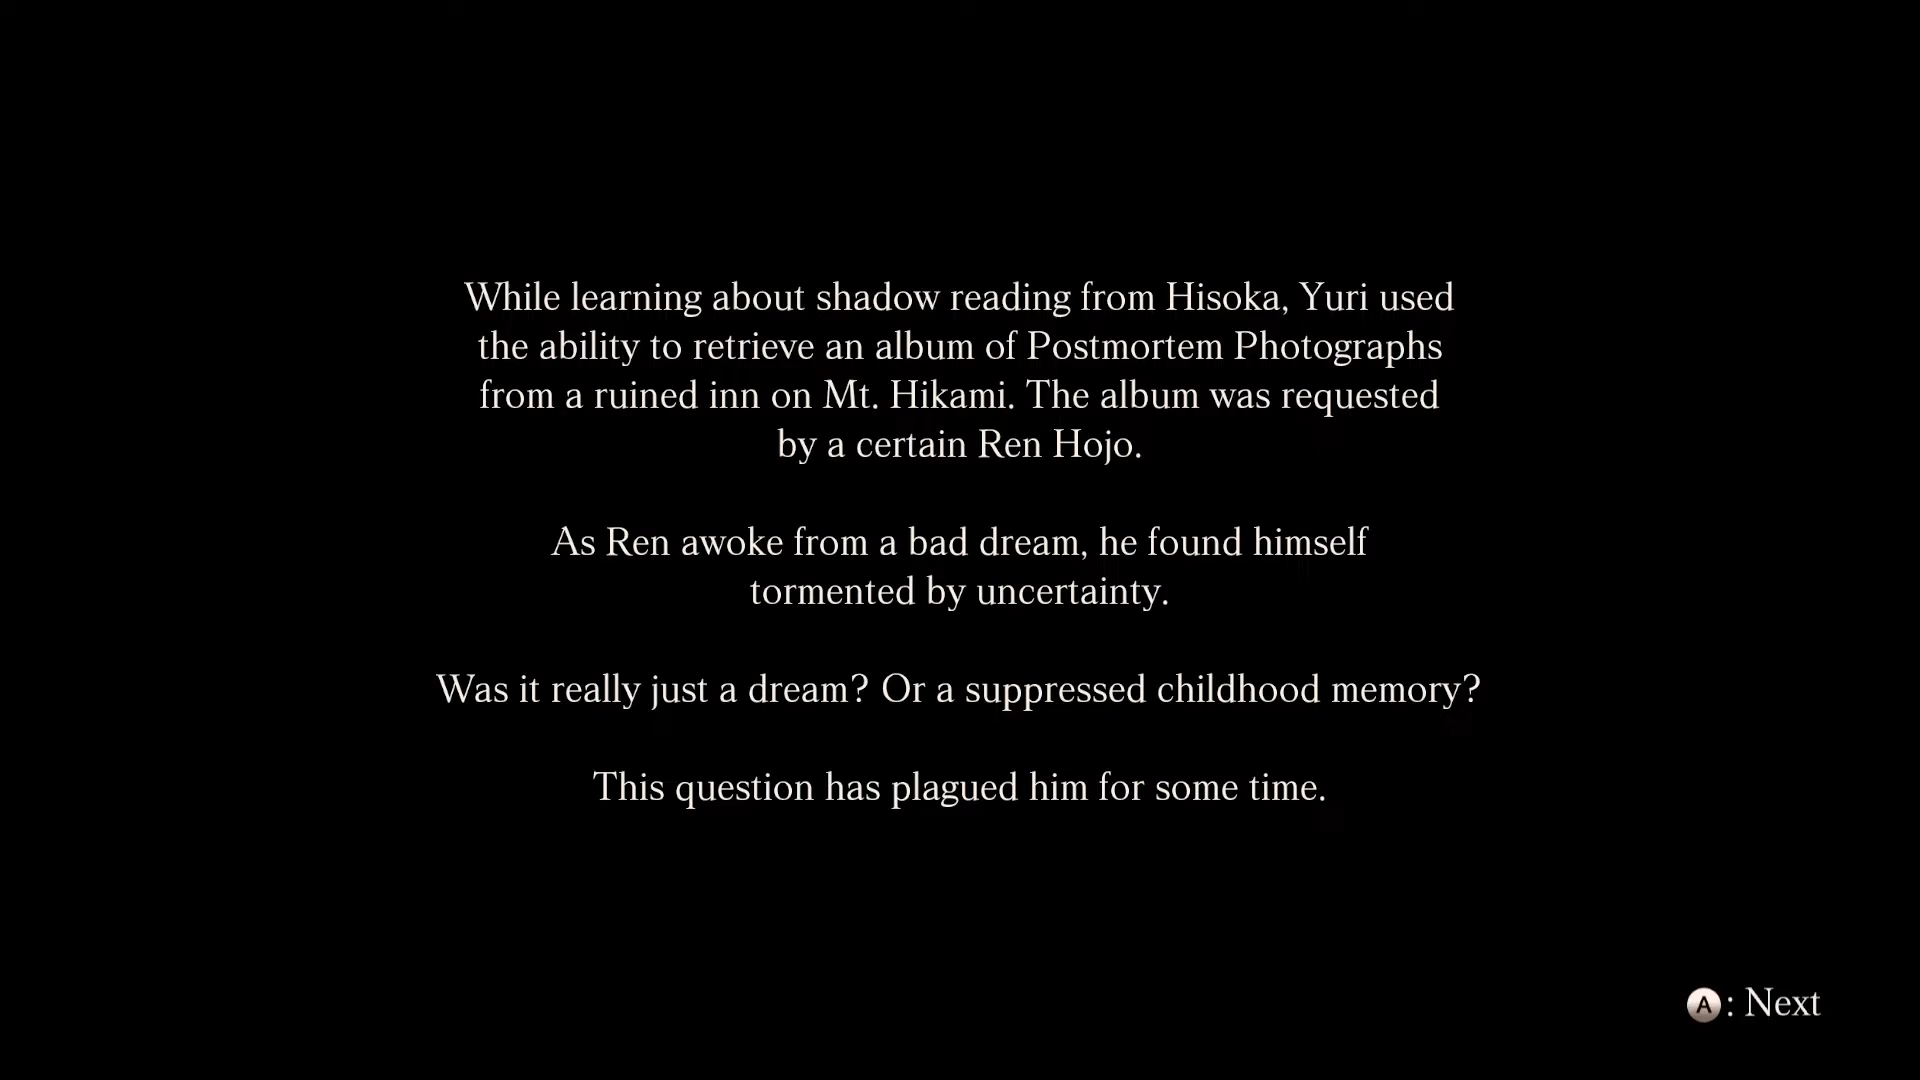 While learning about shadow reading from Hisoka, Yuri used
the ability to retrieve an album of Postmortem Photographs
from a ruined inn on Mt. Hikami. The album was requested
by a certain Ren Hojo.
As Ren awoke from a bad dream, he found himself
tormented by uncertainty.
Was it really just a dream? Or a suppressed childhood memory?
This question has plagued him for some time.
A: Next